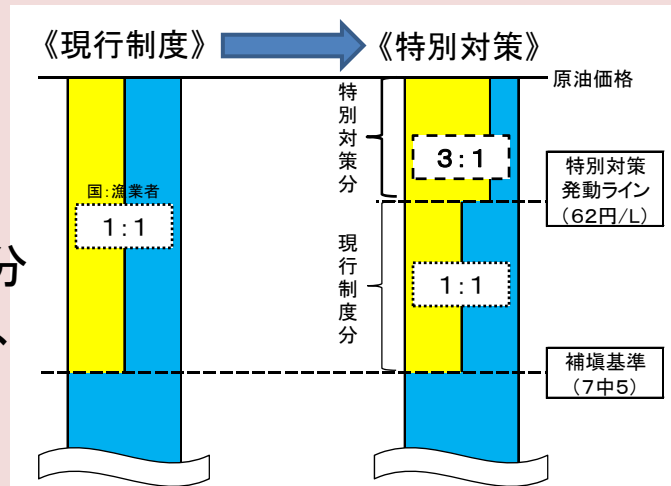 《現行制度》
《特別対策》
原油価格
特別対策分
3:1
特別対策
発動ライン
(62円/L)
国:漁業者
1:1
現行制度分
1:1
補塡基準
(7中5)
分
、